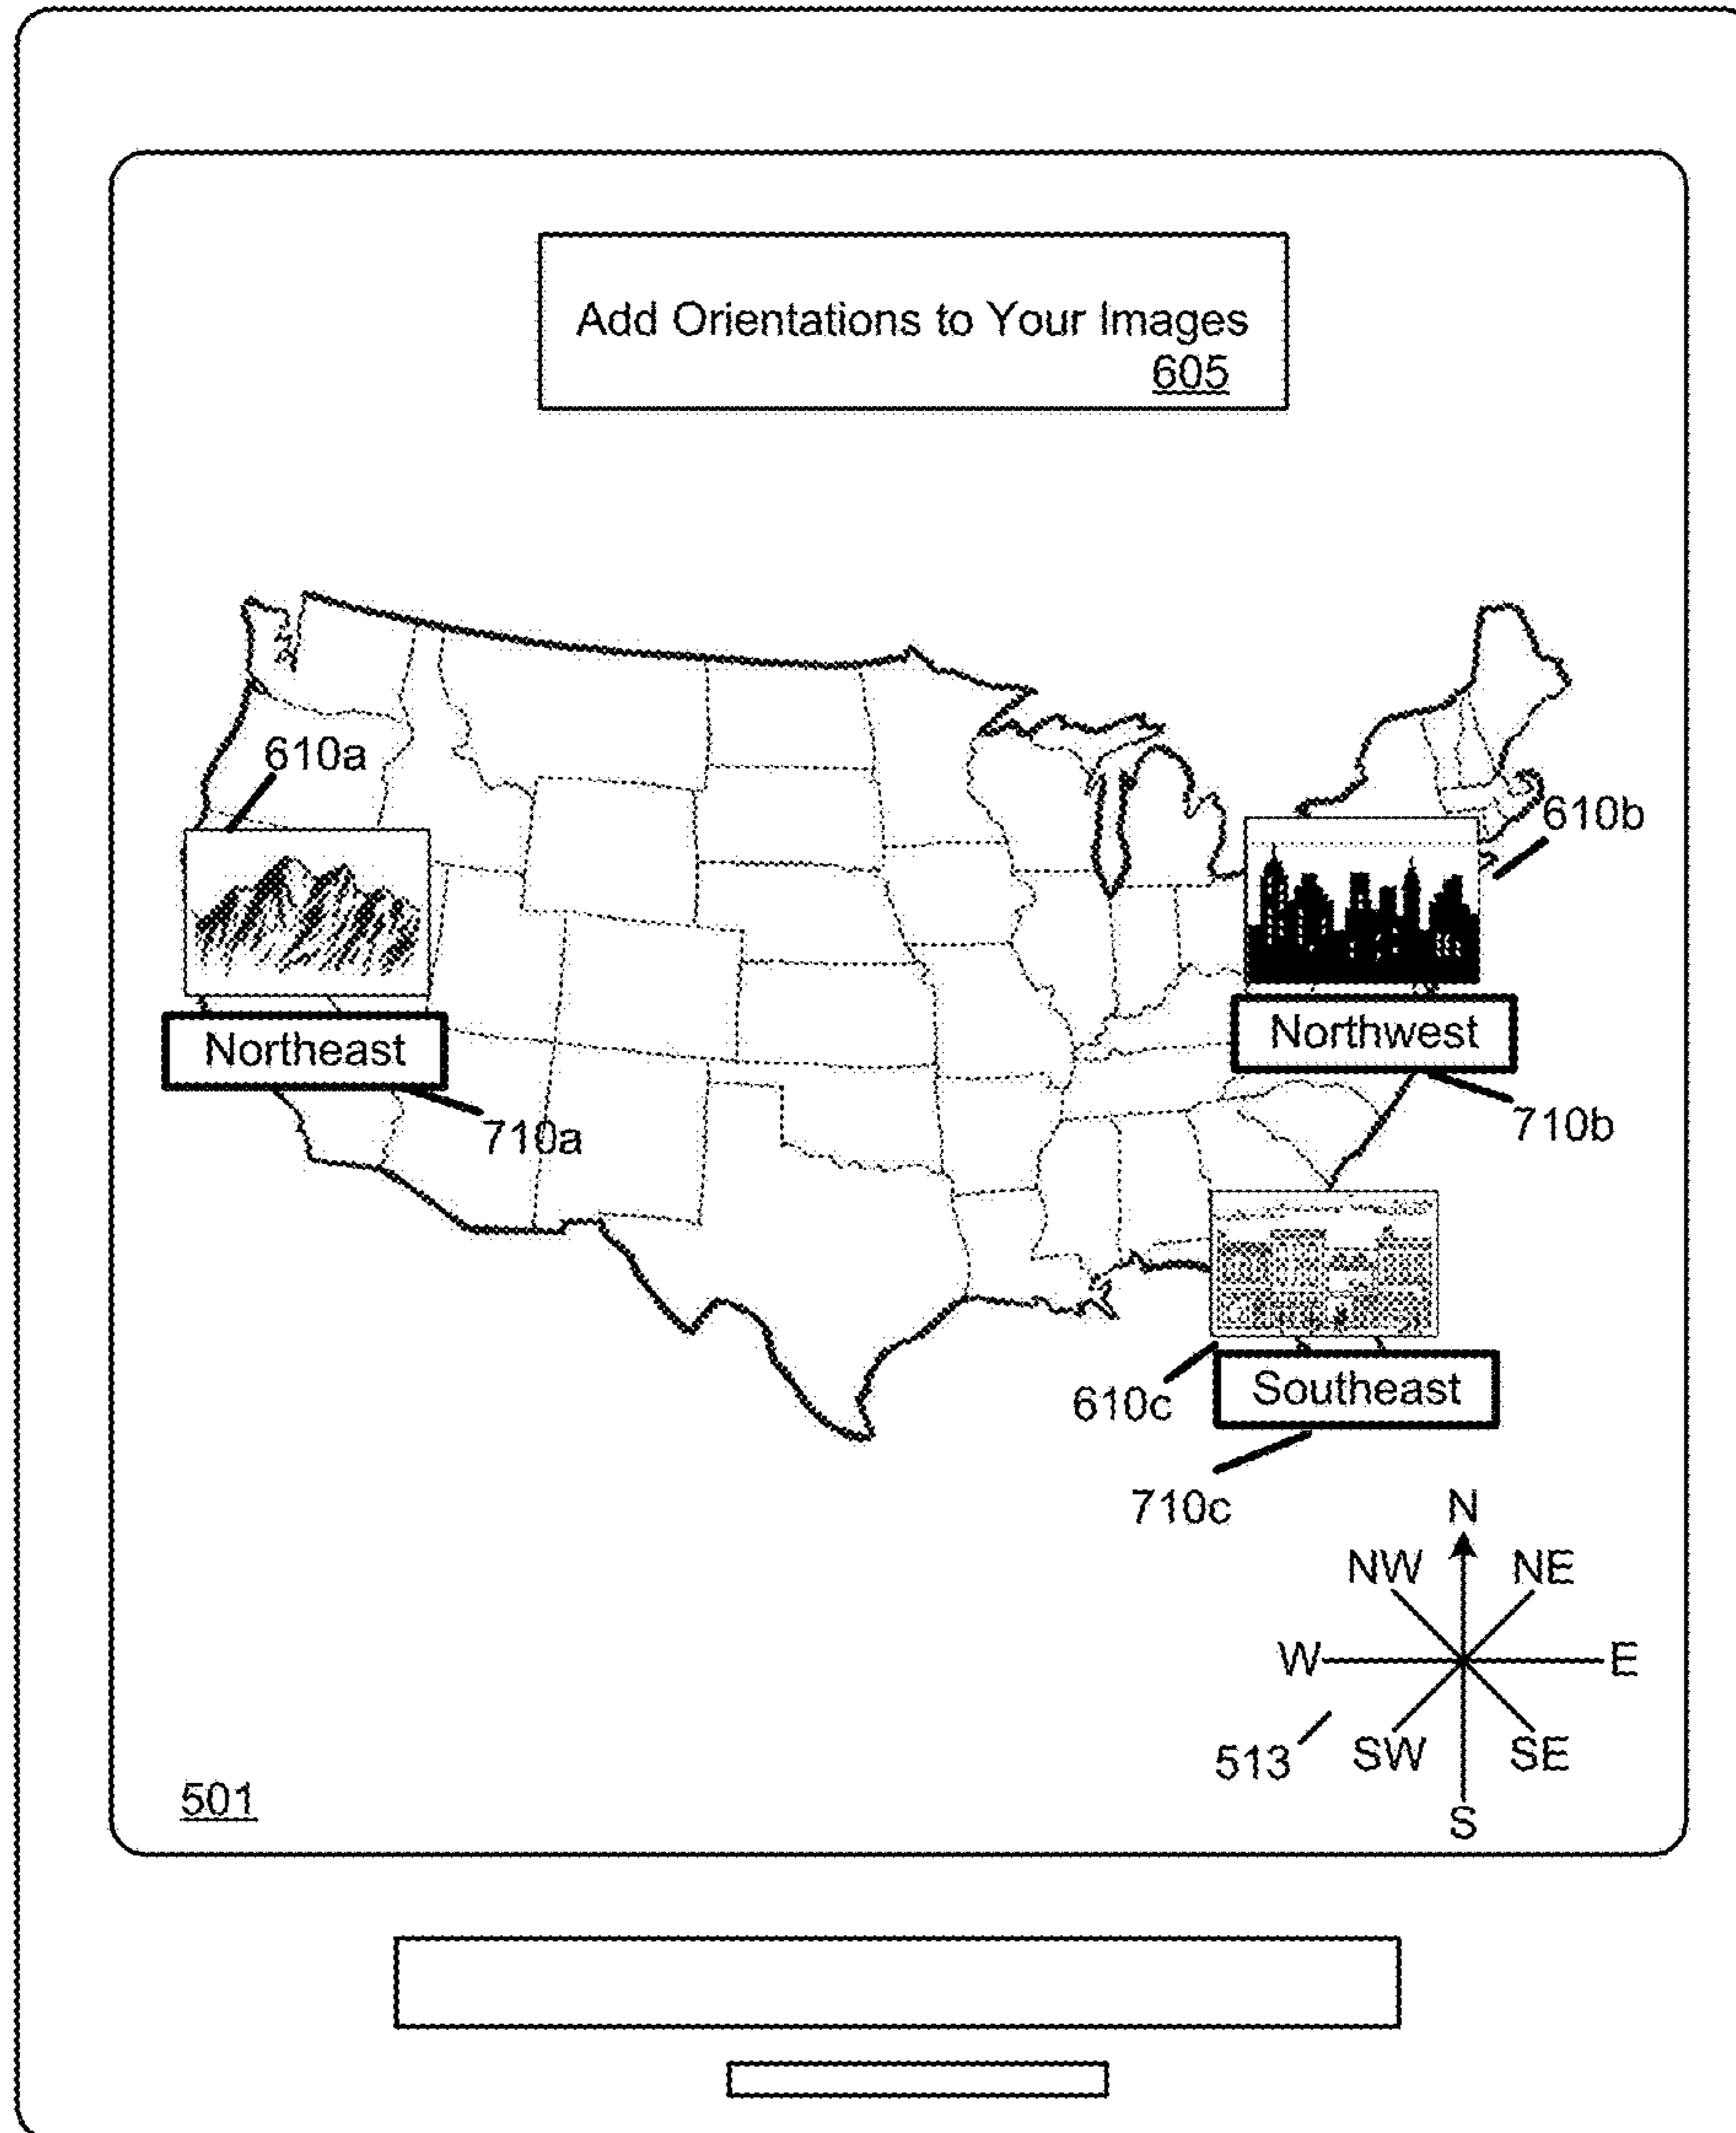 Add Orientations to Your Images
605
610a
610b
Northeast
Northwest
710a
710b
610c
Southeast
710c
N
NW
NE
W
E
513
SW
SE
S
501